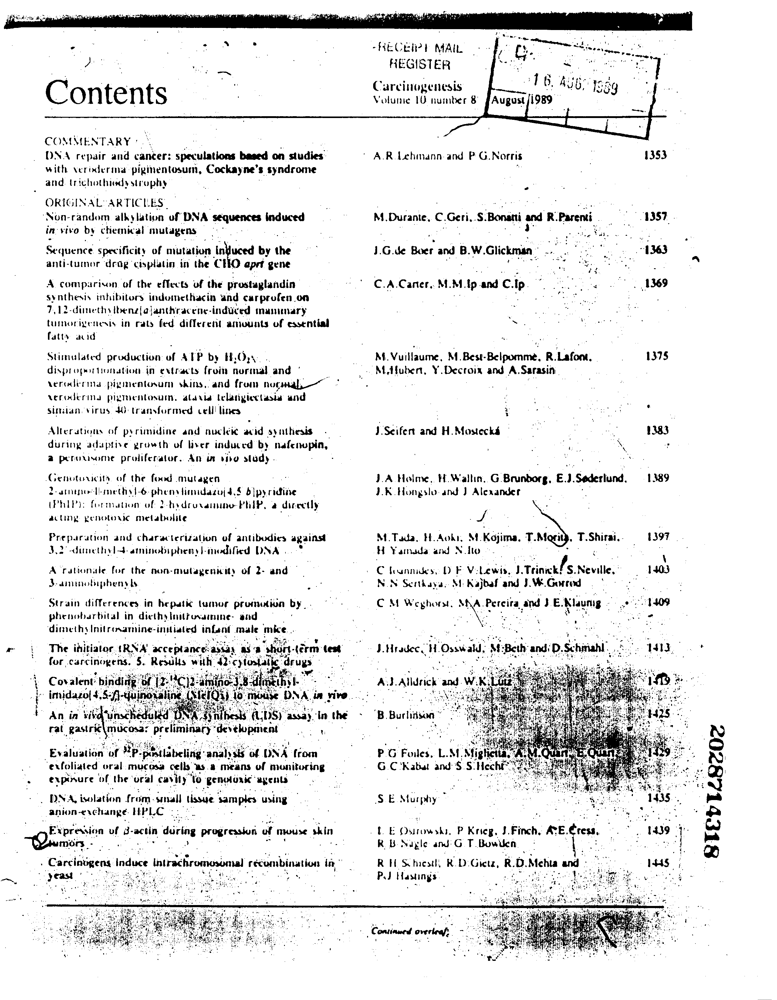 RECEIPT MAIL
REGISTER
16. AUG. 1989
Contents
Carcinogenesis
Volume 10 number 8 August 1989
COMMENTARY
DNA repair and cancer: speculations based on studies A.R.Lehmann and P.G.Norris 1353
with xeroderma pigmentosum, Cockayne's syndrome
and trichothiodystrophy
ORIGINAL ARTICLES
Non-random alkylation of DNA sequences induced M.Durante, C.Geri, S.Bonatti and R.Parenti 1357
in vivo by chemical mutagens
Sequence specificity of mutation induced by the J.G.de Boer and B.W.Glickman 1363
anti-tumor drug cisplatin in the CHO aprt gene
A comparison of the effects of the prostaglandin C.A.Carter, M.M.Ip and C.Ip 1369
synthesis inhibitors indomethacin and carprofen on
7,12-dimethylbenz[a]anthracene-induced mammary
tumorigenesis in rats fed different amounts of essential
fatty acid
Stimulated production of ATP by H2O2 M.Vuillaume, M.Best-Belpomme, R.Lafont, 1375
disproportionation in extracts from normal and M.Hubert, Y.Decroix and A.Sarasin
xeroderma pigmentosum skins, and from normal,
xeroderma pigmentosum, ataxia telangiectasia and
simian virus 40-transformed cell lines
Alterations of pyrimidine and nucleic acid synthesis J.Seifert and H.Mostecká 1383
during adaptive growth of liver induced by nafenopin,
a peroxisome proliferator. An in vivo study
Genotoxicity of the food mutagen J.A.Holme, H.Wallin, G.Brunborg, E.J.Søderlund, 1389
2-amino-1-methyl-6-phenylimidazo[4,5-b]pyridine J.K.Hongslo and J.Alexander
(PhIP): formation of 2-hydroxamino-PhIP, a directly
acting genotoxic metabolite
Preparation and characterization of antibodies against M.Tada, H.Aoki, M.Kojima, T.Morita, T.Shirai, 1397
3,2'-dimethyl-4-aminobiphenyl-modified DNA H.Yamada and N.Ito
A rationale for the non-mutagenicity of 2- and C.Ioannides, D.F.V.Lewis, J.Trinick, S.Neville, 1403
3-aminobiphenyls N.N.Sertkaya, M.Kajbaf and J.W.Gorrod
Strain differences in hepatic tumor promotion by C.M.Weghorst, M.A.Pereira and J.E.Klaunig 1409
phenobarbital in diethylnitrosamine- and
dimethylnitrosamine-initiated infant male mice
The initiator tRNA acceptance assay as a short-term test J.Hradec, H.Osswald, M.Beth and D.Schmahl 1413
for carcinogens. 5. Results with 42 cytostatic drugs
Covalent binding of [2-14C]2-amino-3,8-dimethyl- A.J.Alldrick and W.K.Lutz 1419
imidazo[4,5-f]-quinoxaline (MeIQx) to mouse DNA in vivo
An in vivo unscheduled DNA synthesis (UDS) assay in the B.Burlinson 1425
rat gastric mucosa: preliminary development
Evaluation of 32P-postlabeling analysis of DNA from P.G.Foiles, L.M.Miglietta, A.M.Quart, E.Quart, 1429
exfoliated oral mucosa cells as a means of monitoring G.C.Kabat and S.S.Hecht
exposure of the oral cavity to genotoxic agents
DNA isolation from small tissue samples using S.E.Murphy 1435
anion-exchange HPLC
Expression of β-actin during progression of mouse skin L.E.Ostrowski, P.Krieg, J.Finch, A.E.Cress, 1439
tumors R.B.Nagle and G.T.Bowden
Carcinogens induce intrachromosomal recombination in R.H.Schiestl, R.D.Gietz, R.D.Mehta and 1445
yeast P.J.Hastings
Continued overleaf
2028714318